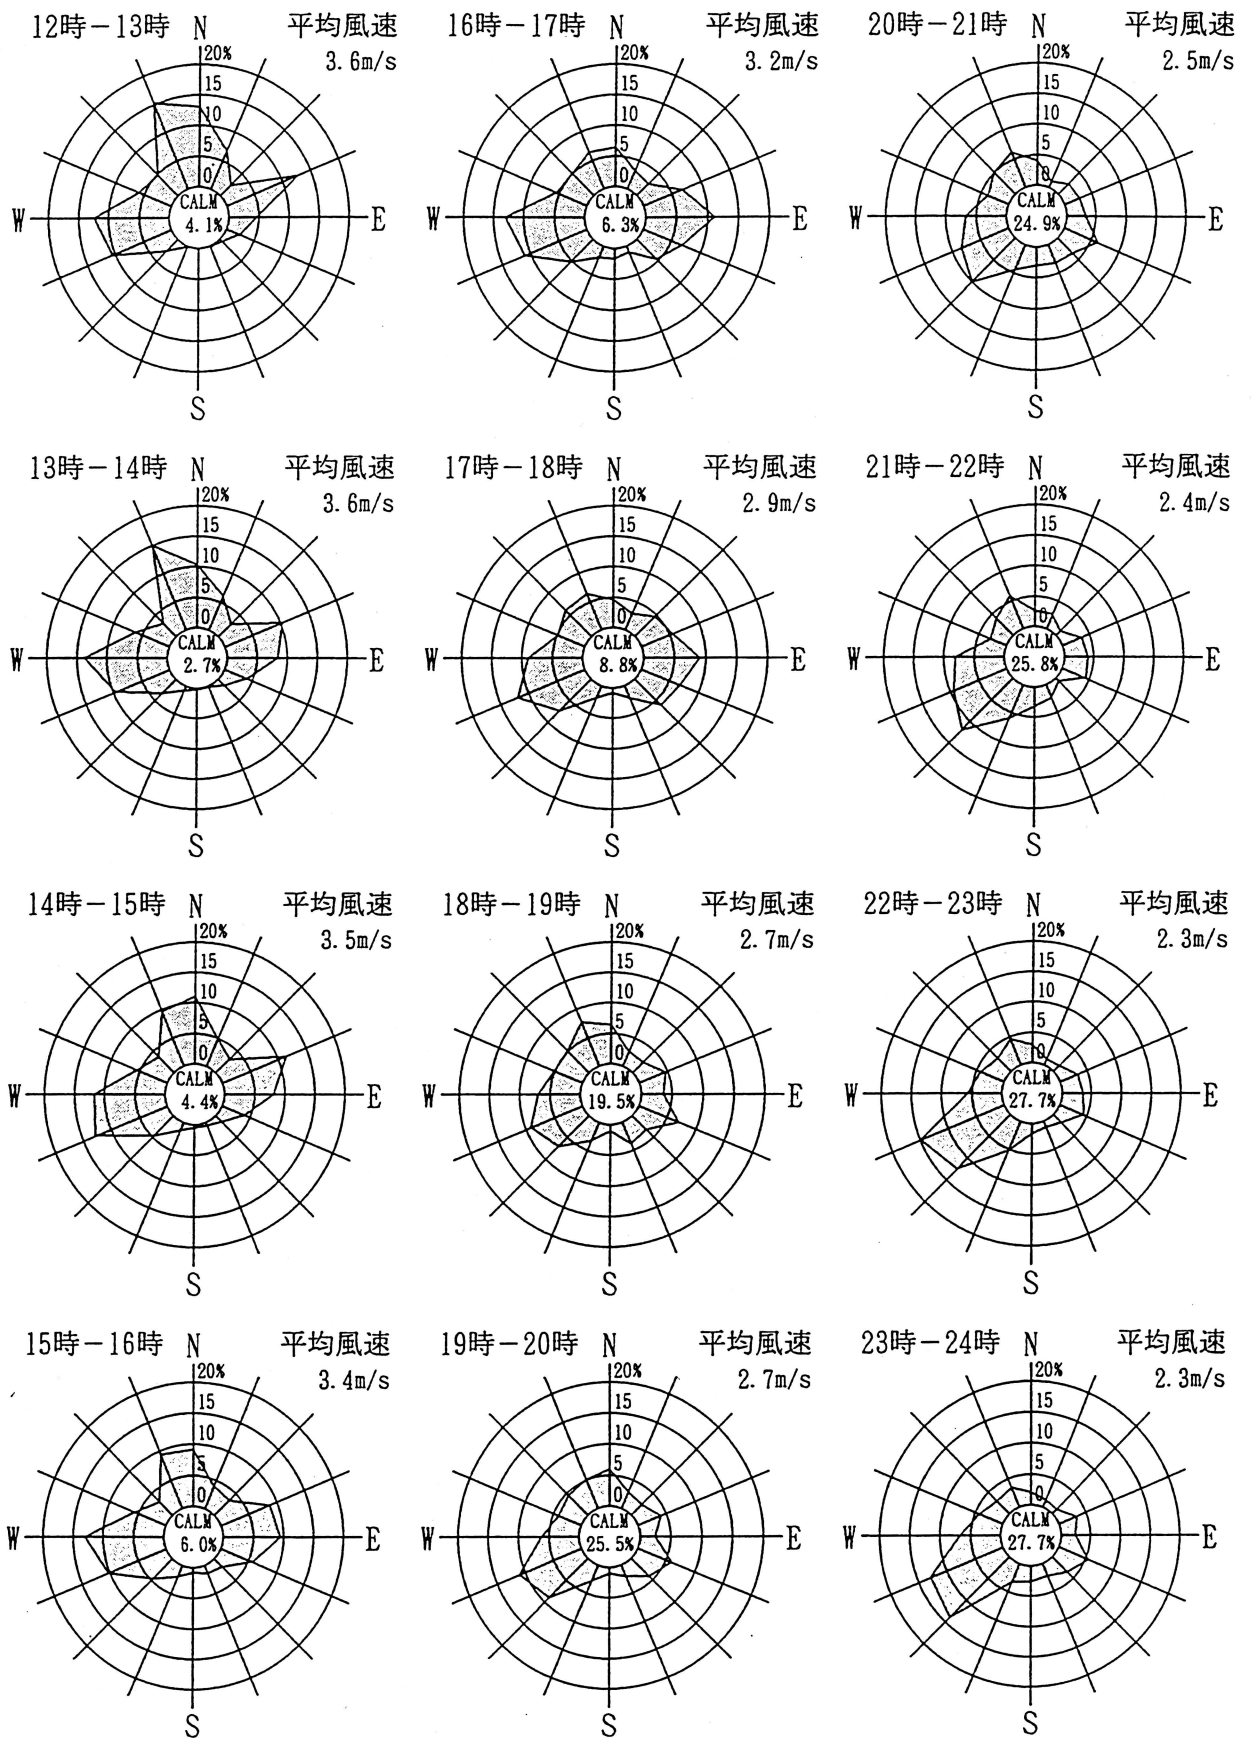 12時－13時 N 平均風速
3.6m/s
20%
15
10
5
0
CALM
4.1%
W
E
S
16時－17時 N 平均風速
3.2m/s
20%
15
10
5
0
CALM
6.3%
W
E
S
20時－21時 N 平均風速
2.5m/s
20%
15
10
5
0
CALM
24.9%
W
E
S
13時－14時 N 平均風速
3.6m/s
20%
15
10
5
0
CALM
2.7%
W
E
S
17時－18時 N 平均風速
2.9m/s
20%
15
10
5
0
CALM
8.8%
W
E
S
21時－22時 N 平均風速
2.4m/s
20%
15
10
5
0
CALM
25.8%
W
E
S
14時－15時 N 平均風速
3.5m/s
20%
15
10
5
0
CALM
4.4%
W
E
S
18時－19時 N 平均風速
2.7m/s
20%
15
10
5
0
CALM
19.5%
W
E
S
22時－23時 N 平均風速
2.3m/s
20%
15
10
5
0
CALM
27.7%
W
E
S
15時－16時 N 平均風速
3.4m/s
20%
15
10
5
0
CALM
6.0%
W
E
S
19時－20時 N 平均風速
2.7m/s
20%
15
10
5
0
CALM
25.5%
W
E
S
23時－24時 N 平均風速
2.3m/s
20%
15
10
5
0
CALM
27.7%
W
E
S